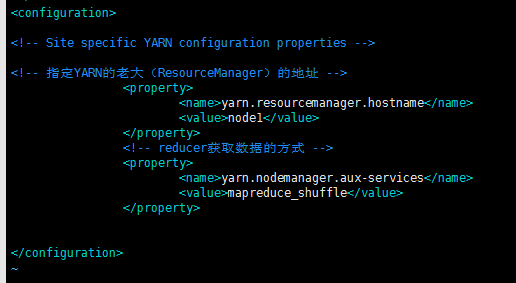 <configuration>
<!-- Site specific YARN configuration properties -->
<!-- 指定YARN的老大（ResourceManager）的地址 -->
<property>
<name>yarn.resourcemanager.hostname</name>
<value>node1</value>
</property>
<!-- reducer获取数据的方式 -->
<property>
<name>yarn.nodemanager.aux-services</name>
<value>mapreduce_shuffle</value>
</property>
</configuration>
~